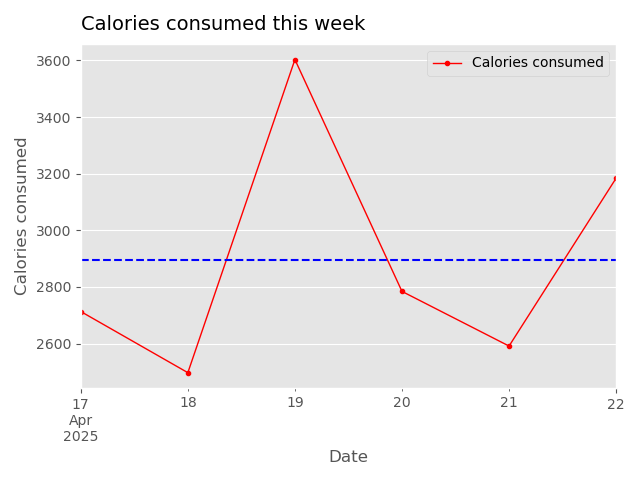 Calories consumed this week
Calories consumed
3600
3400
3200
3000
2800
2600
Calories consumed
17
Apr
2025
18
19
20
21
22
Date